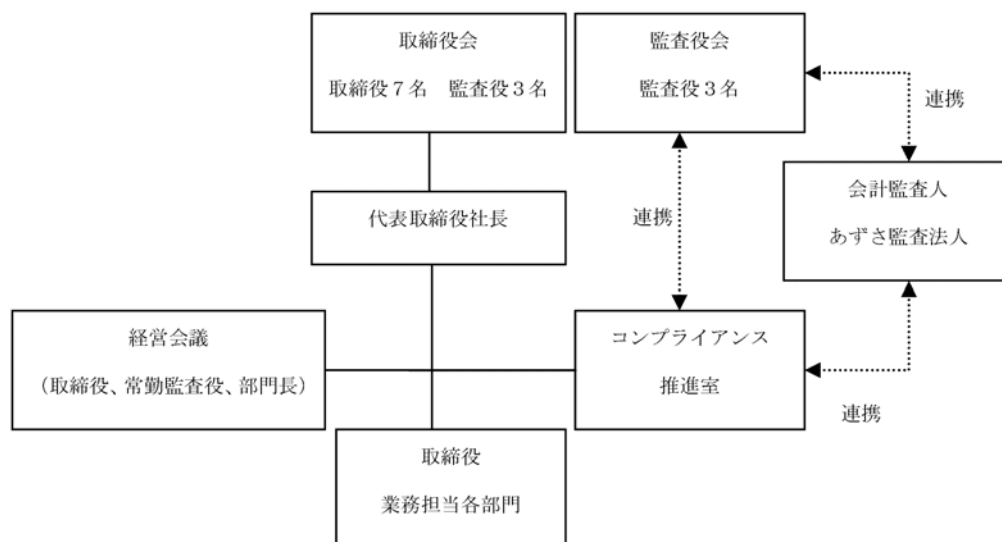 取締役会
取締役7名　監査役3名
監査役会
監査役3名
連携
会計監査人
あずさ監査法人
代表取締役社長
連携
経営会議
（取締役、常勤監査役、部門長）
コンプライアンス
推進室
連携
取締役
業務担当各部門